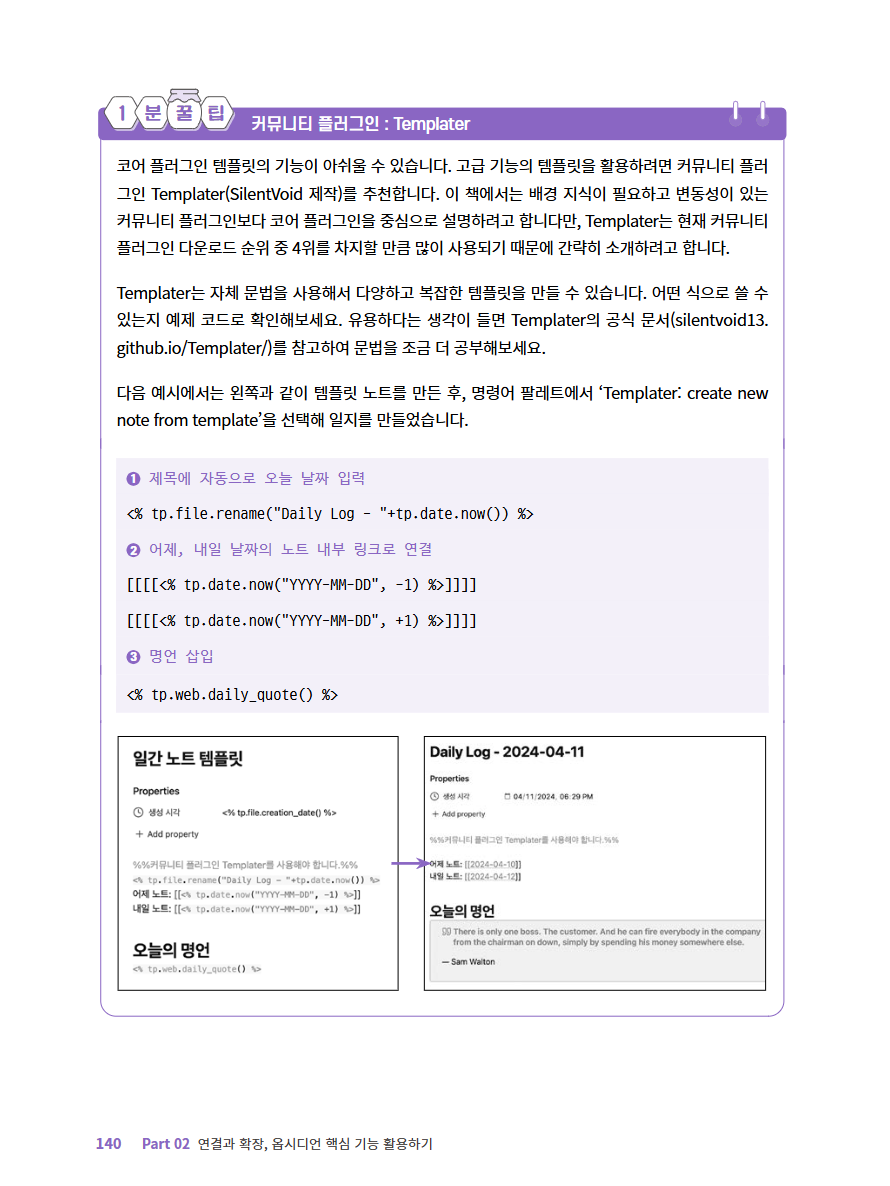 1분꿀팁 커뮤니티 플러그인 : Templater
코어 플러그인 템플릿의 기능이 아쉬울 수 있습니다. 고급 기능의 템플릿을 활용하려면 커뮤니티 플러
그인 Templater(SilentVoid 제작)를 추천합니다. 이 책에서는 배경 지식이 필요하고 변동성이 있는
커뮤니티 플러그인보다 코어 플러그인을 중심으로 설명하려고 합니다만, Templater는 현재 커뮤니티
플러그인 다운로드 순위 중 4위를 차지할 만큼 많이 사용되기 때문에 간략히 소개하려고 합니다.
Templater는 자체 문법을 사용해서 다양하고 복잡한 템플릿을 만들 수 있습니다. 어떤 식으로 쓸 수
있는지 예제 코드로 확인해보세요. 유용하다는 생각이 들면 Templater의 공식 문서(silentvoid13.
github.io/Templater/)를 참고하여 문법을 조금 더 공부해보세요.
다음 예시에서는 왼쪽과 같이 템플릿 노트를 만든 후, 명령어 팔레트에서 ‘Templater: create new
note from template’을 선택해 일지를 만들었습니다.
❶ 제목에 자동으로 오늘 날짜 입력
<% tp.file.rename("Daily Log - "+tp.date.now()) %>
❷ 어제, 내일 날짜의 노트 내부 링크로 연결
[[[[<% tp.date.now("YYYY-MM-DD", -1) %>]]]]
[[[[<% tp.date.now("YYYY-MM-DD", +1) %>]]]]
❸ 명언 삽입
<% tp.web.daily_quote() %>
일간 노트 템플릿
Properties
생성 시각 <% tp.file.creation_date() %>
+ Add property
%%커뮤니티 플러그인 Templater를 사용해야 합니다.%%
<% tp.file.rename("Daily Log - "+tp.date.now()) %>
어제 노트: [[<% tp.date.now("YYYY-MM-DD", -1) %>]]
내일 노트: [[<% tp.date.now("YYYY-MM-DD", +1) %>]]
오늘의 명언
<% tp.web.daily_quote() %>
Daily Log - 2024-04-11
Properties
생성 시각 04/11/2024, 06:29 PM
+ Add property
%%커뮤니티 플러그인 Templater를 사용해야 합니다.%%
어제 노트: [[2024-04-10]]
내일 노트: [[2024-04-12]]
오늘의 명언
There is only one boss. The customer. And he can fire everybody in the company
from the chairman on down, simply by spending his money somewhere else.
— Sam Walton
140 Part 02 연결과 확장, 옵시디언 핵심 기능 활용하기